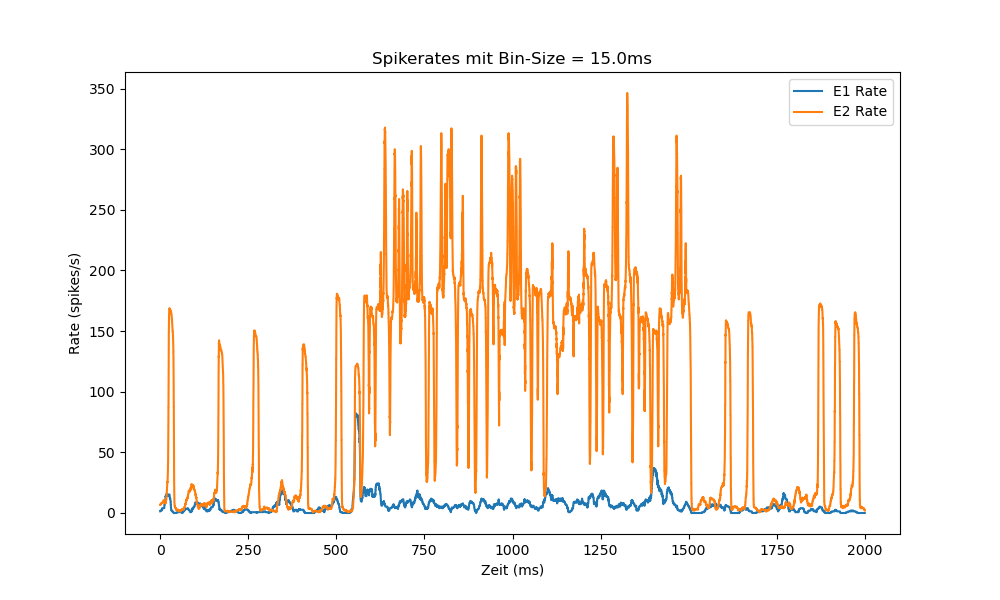 Spikerates mit Bin-Size = 15.0ms
E1 Rate
E2 Rate
Rate (spikes/s)
350
300
250
200
150
100
50
0
0 250 500 750 1000 1250 1500 1750 2000
Zeit (ms)